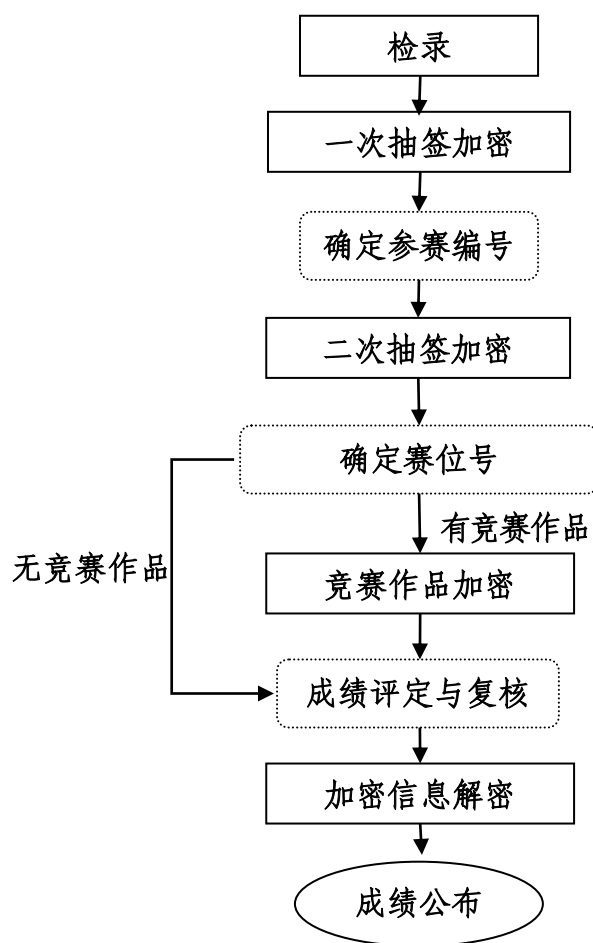 检录
一次抽签加密
确定参赛编号
二次抽签加密
确定赛位号
有竞赛作品
无竞赛作品
竞赛作品加密
成绩评定与复核
加密信息解密
成绩公布